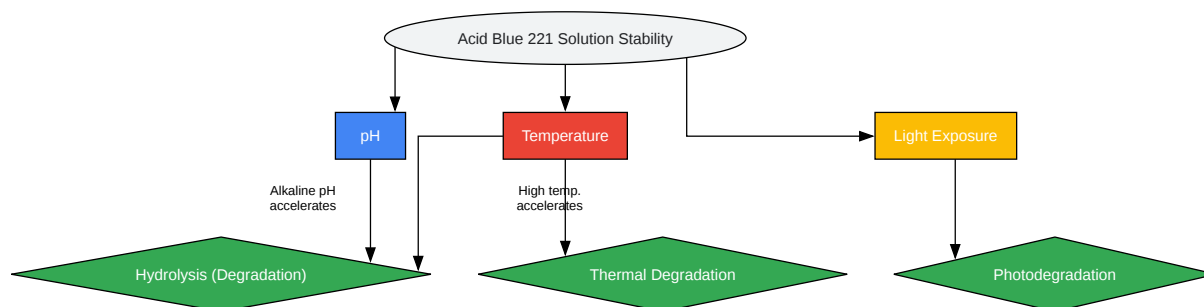 Acid Blue 221 Solution Stability
pH
Temperature
Light Exposure
Alkaline pH
accelerates
High temp.
accelerates
Hydrolysis (Degradation)
Thermal Degradation
Photodegradation